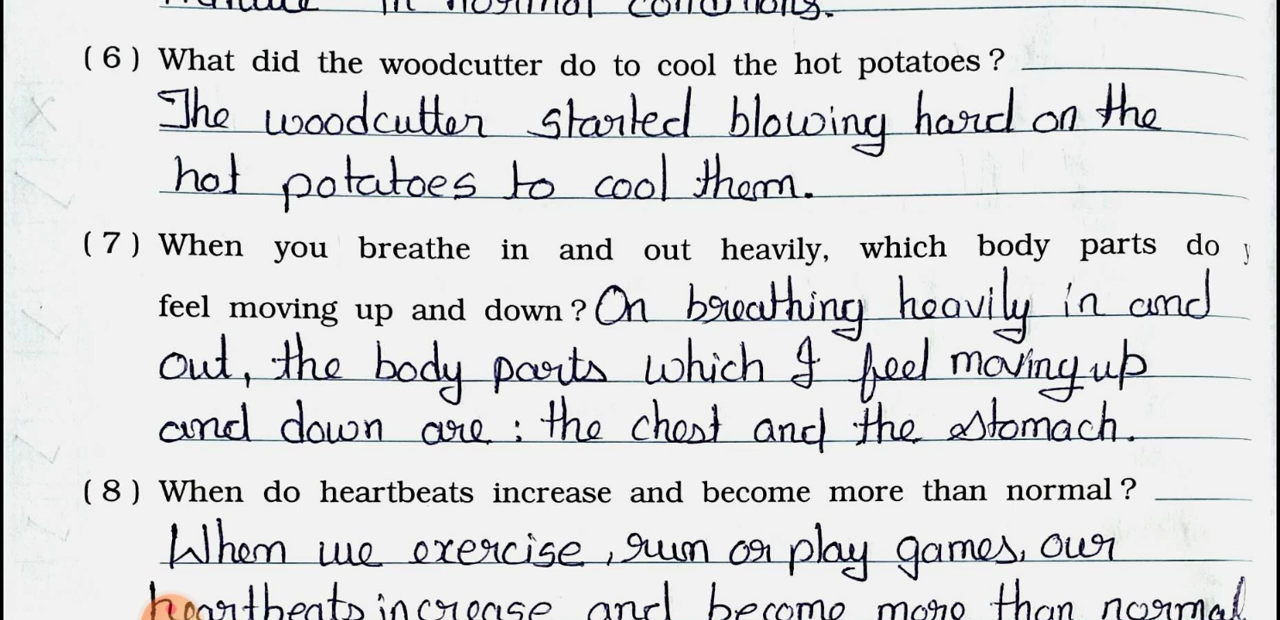 in normal conditions.
(6) What did the woodcutter do to cool the hot potatoes?
The woodcutter started blowing hard on the
hot potatoes to cool them.
(7) When you breathe in and out heavily, which body parts do y
feel moving up and down? On breathing heavily in and
out, the body parts which I feel moving up
and down are : the chest and the stomach.
(8) When do heartbeats increase and become more than normal?
When we exercise, run or play games, our
heartbeats increase and become more than normal